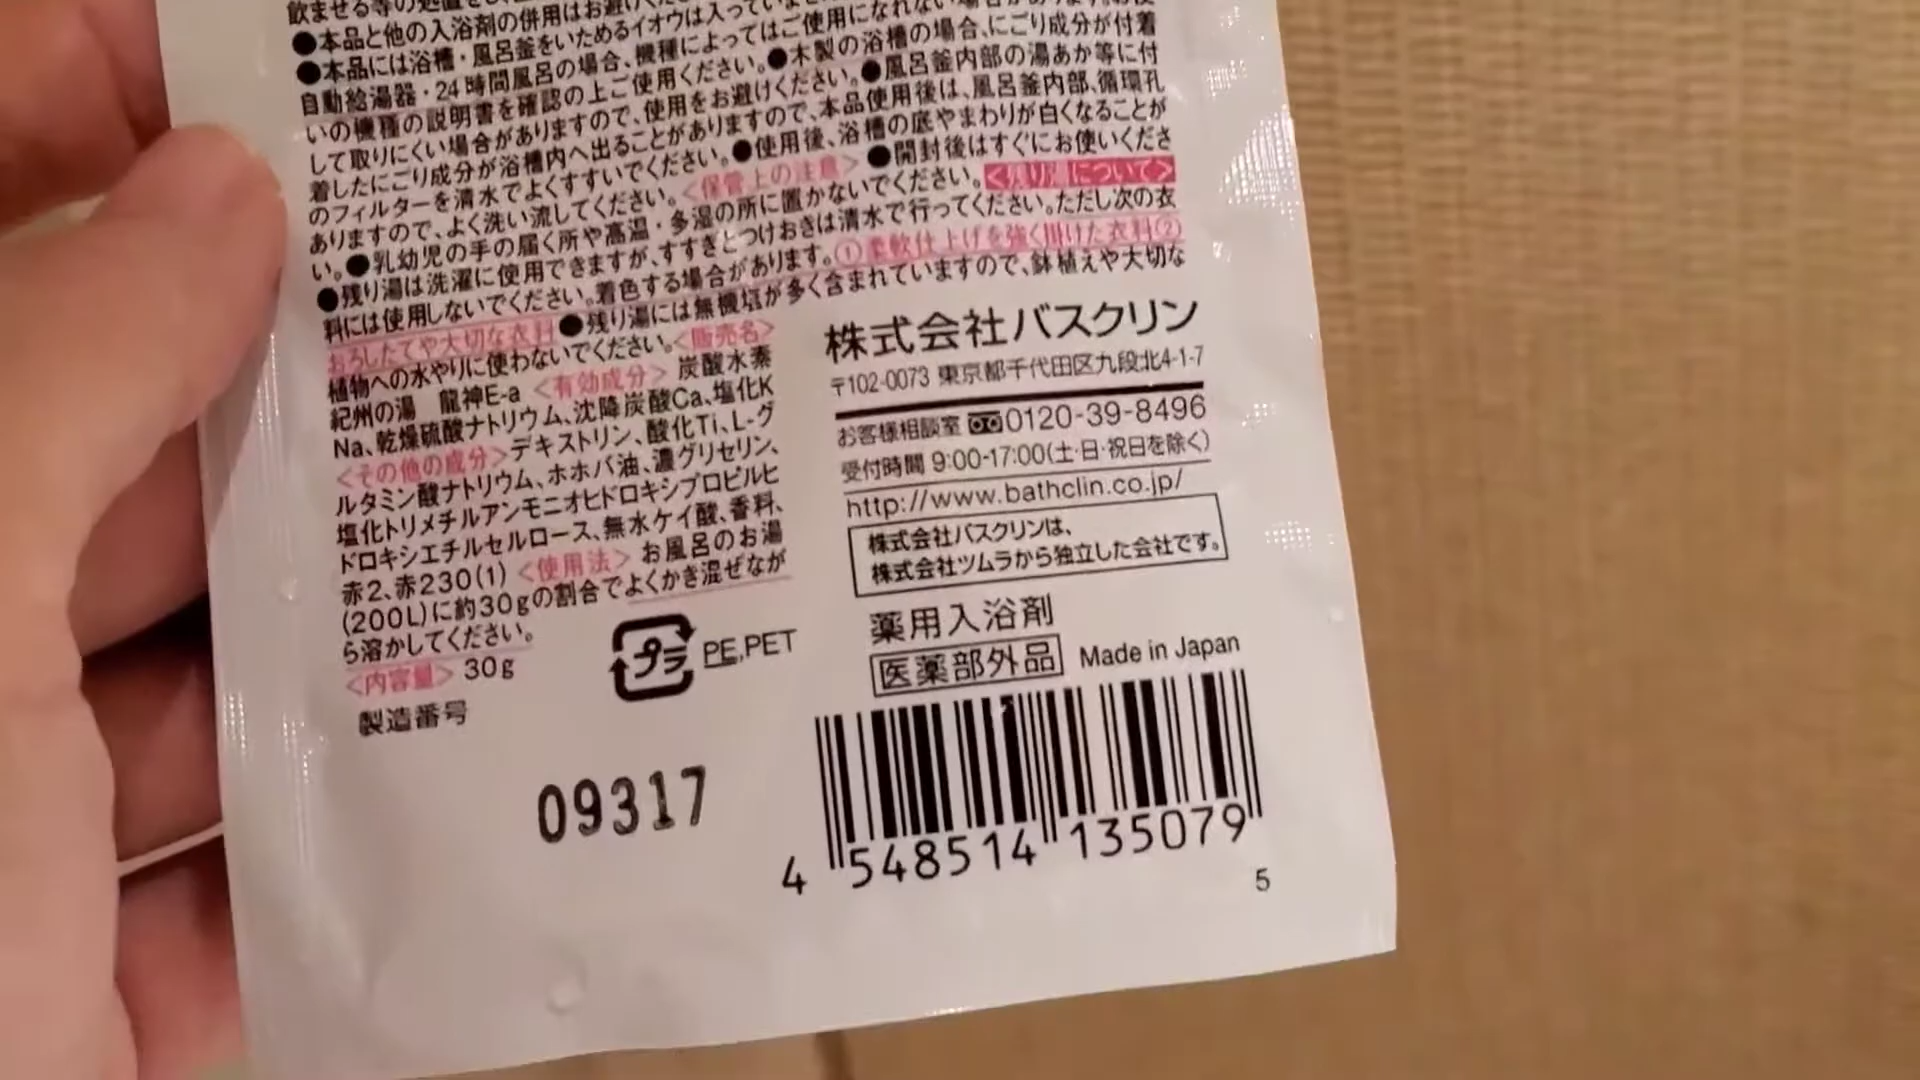 飲ませる等の処置を
●本品と他の入浴剤の併用はお避けください。
●本品には浴槽・風呂釜をいためるイオウは入っていません
自動給湯器・24時間風呂の場合、機種によってはご使用になれない場合があります。お使
いの機種の説明書を確認の上ご使用ください。●木製の浴槽の場合、にごり成分が付着
して取りにくい場合がありますので、使用をお避けください。●風呂釜内部の湯あか等に付
着したにごり成分が浴槽内へ出ることがありますので、本品使用後は、風呂釜内部、循環孔
のフィルターを清水でよくすすいでください。●使用後、浴槽の底やまわりが白くなることが
ありますので、よく洗い流してください。<保管上の注意>●開封後はすぐにお使いくださ
い。●乳幼児の手の届く所や高温・多湿の所に置かないでください。<残り湯について>
●残り湯は洗濯に使用できますが、すすぎとつけおきは清水で行ってください。ただし次の衣
料には使用しないでください。着色する場合があります。①柔軟仕上げを強く掛けた衣料②
おろしたてや大切な衣料●残り湯には無機塩が多く含まれていますので、鉢植えや大切な
植物への水やりに使わないでください。<販売名>
紀州の湯 龍神E-a <有効成分> 炭酸水素
Na、乾燥硫酸ナトリウム、沈降炭酸Ca、塩化K
<その他の成分>デキストリン、酸化Ti、L-グ
ルタミン酸ナトリウム、ホホバ油、濃グリセリン、
塩化トリメチルアンモニオヒドロキシプロピルヒ
ドロキシエチルセルロース、無水ケイ酸、香料、
赤2、赤230(1) <使用法> お風呂のお湯
(200L)に約30gの割合でよくかき混ぜなが
ら溶かしてください。
<内容量> 30g
プラ PE,PET
製造番号
09317
株式会社バスクリン
〒102-0073 東京都千代田区九段北4-1-7
お客様相談室 0120-39-8496
受付時間 9:00-17:00(土・日・祝日を除く)
http://www.bathclin.co.jp/
株式会社バスクリンは、
株式会社ツムラから独立した会社です。
薬用入浴剤
医薬部外品 Made in Japan
4 548514 135079
5